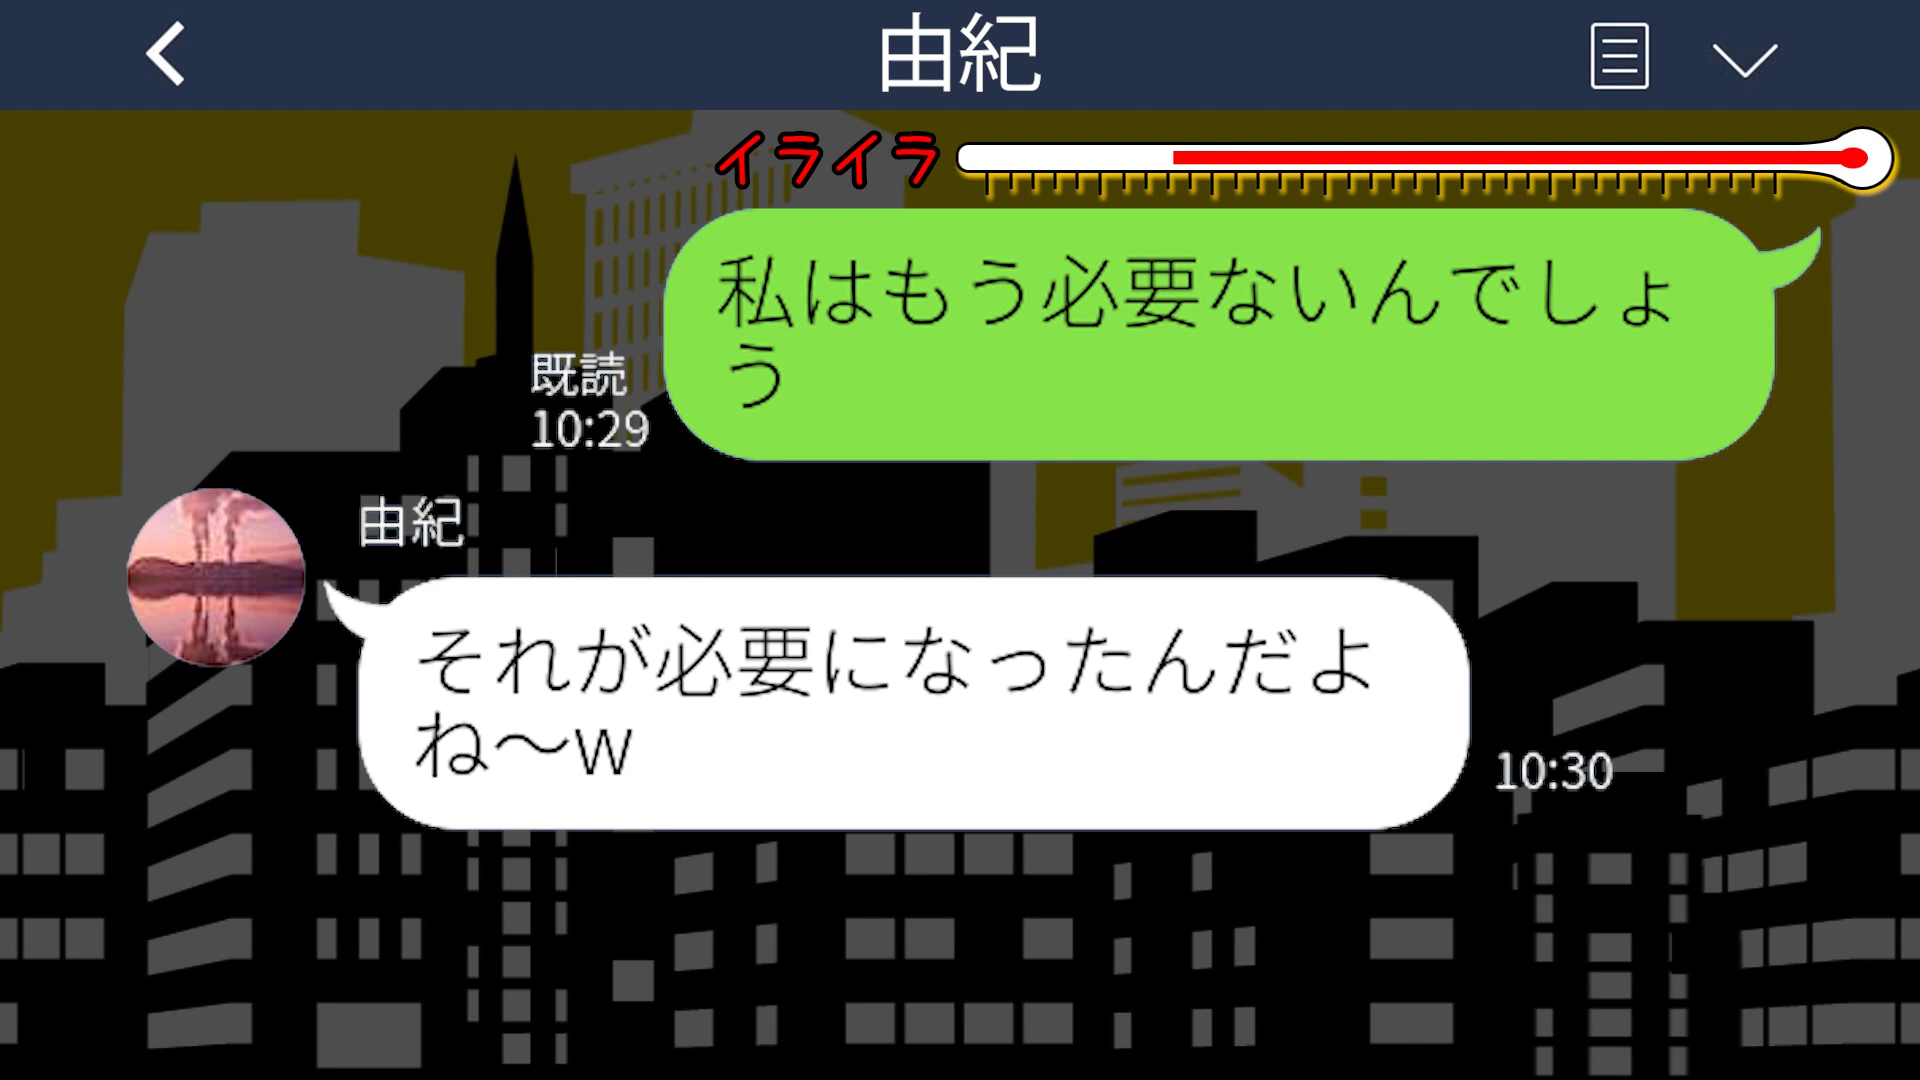 由紀
イライラ
私はもう必要ないんでしょ
う
既読
10:29
由紀
それが必要になったんだよ
ね〜w
10:30